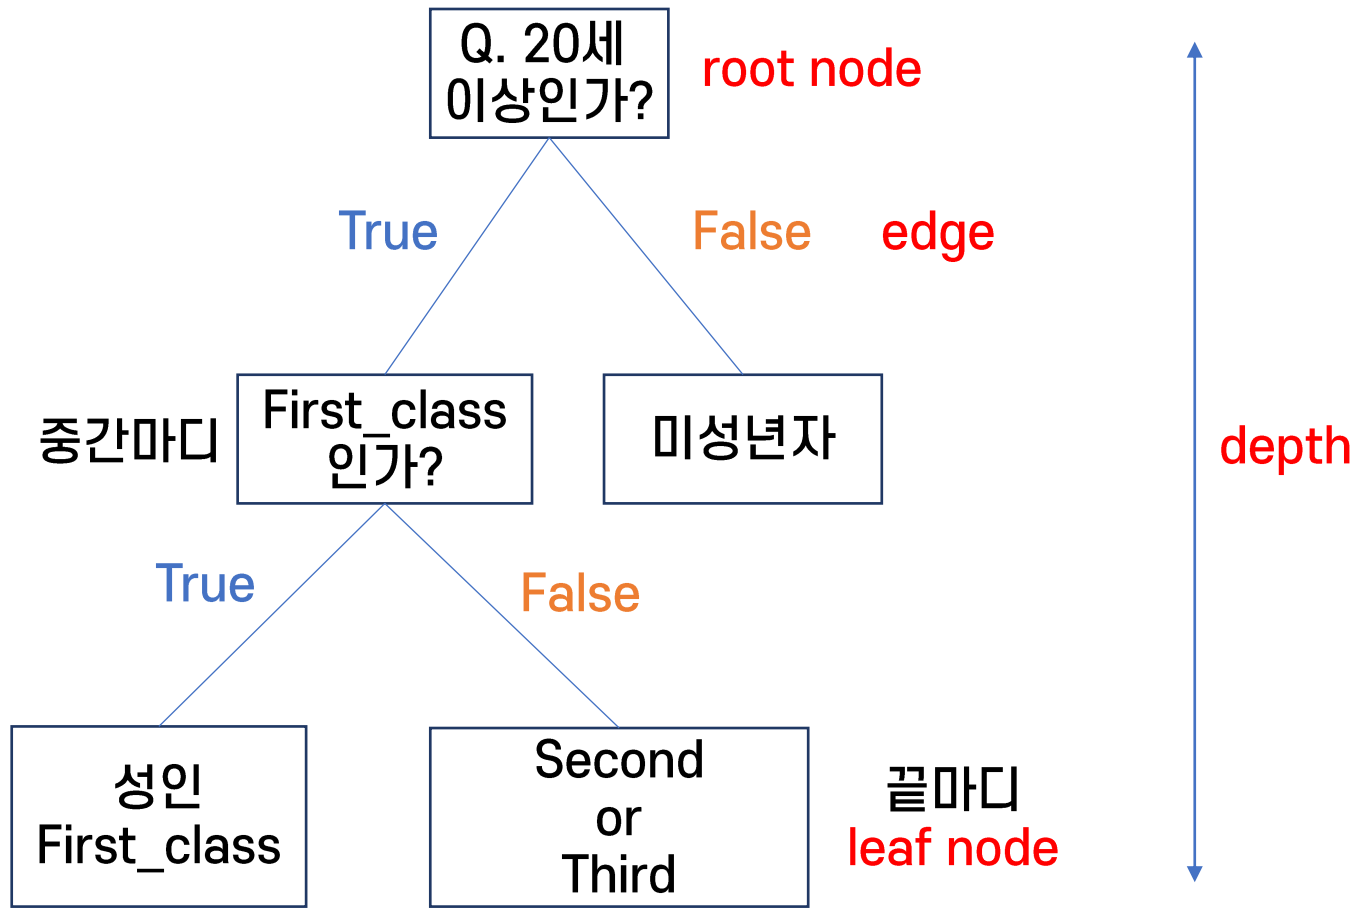 Q. 20세
이상인가?
root node
True
False
edge
중간마디
First_class
인가?
미성년자
depth
True
False
성인
First_class
Second
or
Third
끝마디
leaf node